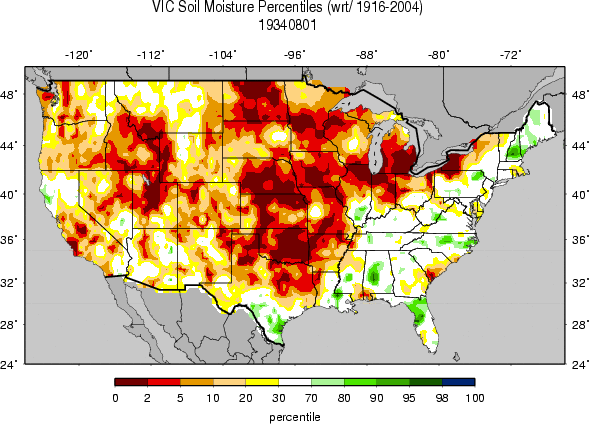 VIC Soil Moisture Percentiles (wrt/ 1916-2004)
19340801
-120° -112° -104° -96° -88° -80° -72°
48° 48°
44° 44°
40° 40°
36° 36°
32° 32°
28° 28°
24° 24°
0 2 5 10 20 30 70 80 90 95 98 100
percentile